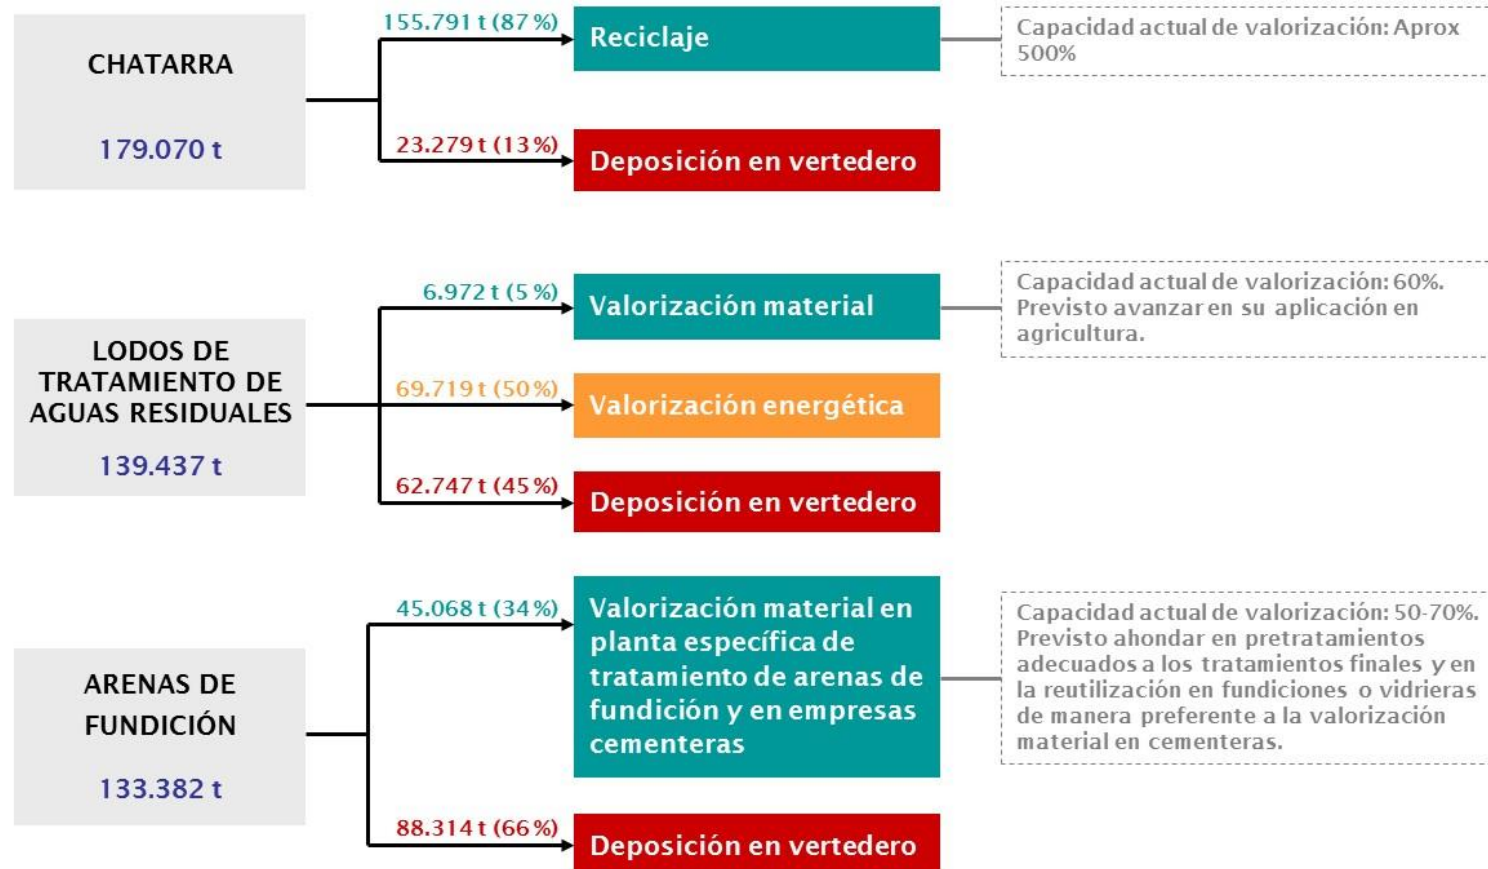 CHATARRA
179.070 t
155.791 t (87%)
Reciclaje
Capacidad actual de valorización: Aprox
500%
23.279 t (13%)
Deposición en vertedero
LODOS DE
TRATAMIENTO DE
AGUAS RESIDUALES
139.437 t
6.972 t (5%)
Valorización material
Capacidad actual de valorización: 60%.
Previsto avanzar en su aplicación en
agricultura.
69.719 t (50%)
Valorización energética
62.747 t (45%)
Deposición en vertedero
ARENAS DE
FUNDICIÓN
133.382 t
45.068 t (34%)
Valorización material en
planta específica de
tratamiento de arenas de
fundición y en empresas
cementeras
Capacidad actual de valorización: 50-70%.
Previsto ahondar en pretratamientos
adecuados a los tratamientos finales y en
la reutilización en fundiciones o vidrieras
de manera preferente a la valorización
material en cementeras.
88.314 t (66%)
Deposición en vertedero